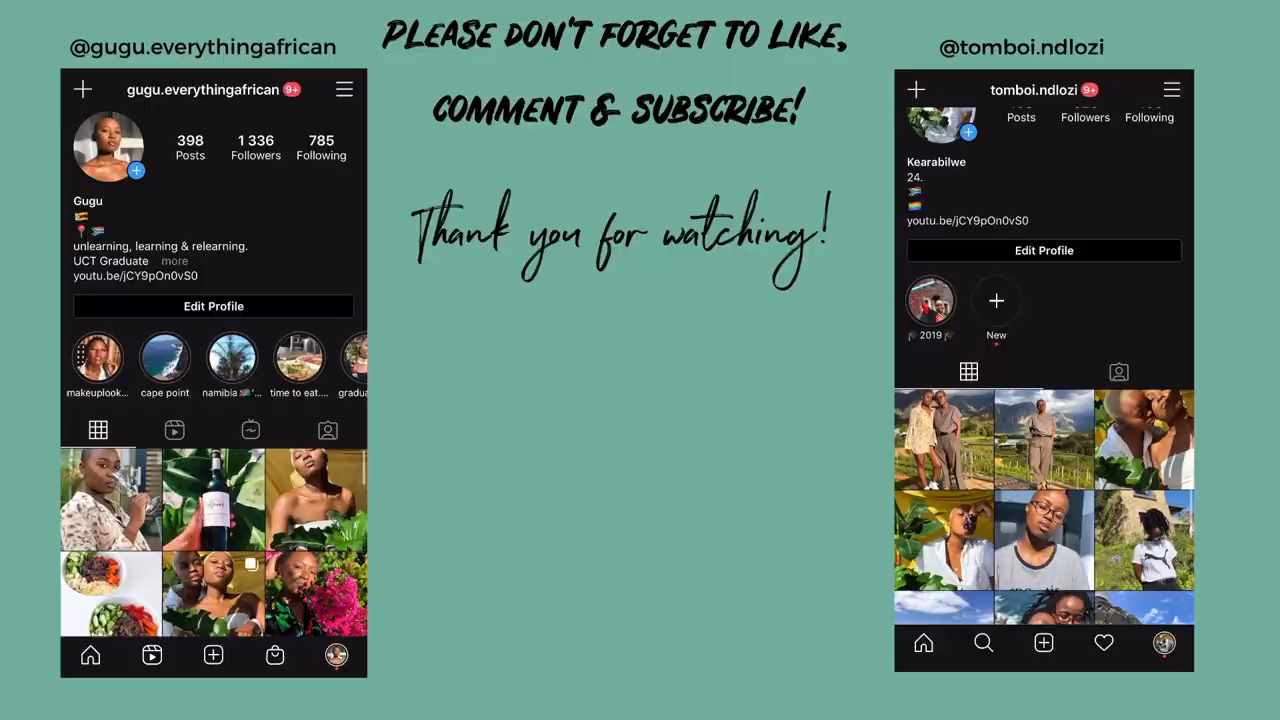 @gugu.everythingafrican
gugu.everythingafrican 9+
398 1 336 785
Posts Followers Following
Gugu
unlearning, learning & relearning.
UCT Graduate more
youtu.be/jCY9pOn0vS0
Edit Profile
makeuplook... cape point namibia 🇳🇦'... time to eat....
PLEASE DON'T FORGET TO LIKE,
COMMENT & SUBSCRIBE!
Thank you for watching!
@tomboi.ndlozi
tomboi.ndlozi 9+
Posts Followers Following
Kearabilwe
24.
youtu.be/jCY9pOn0vS0
Edit Profile
2019 New